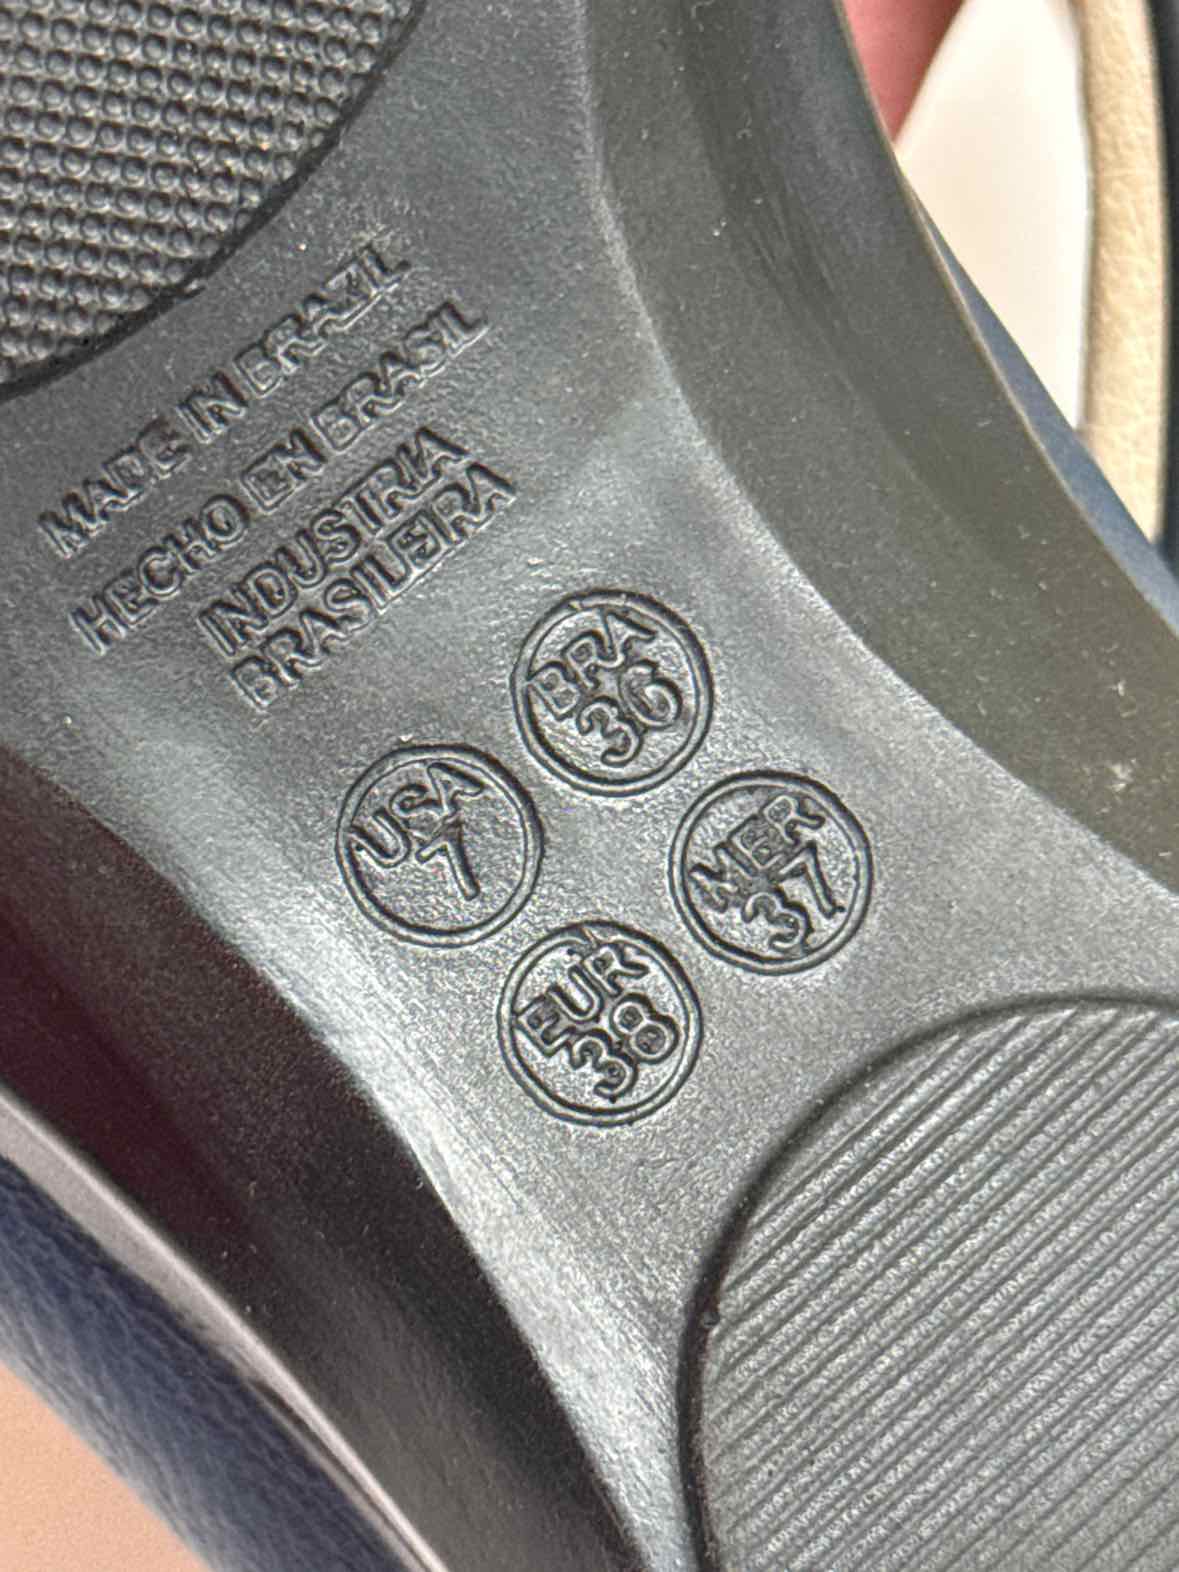 MADE IN BRAZIL
HECHO EN BRASIL
INDUSTRIA
BRASILEIRA
BRA
36
USA
7
MER
37
EUR
38